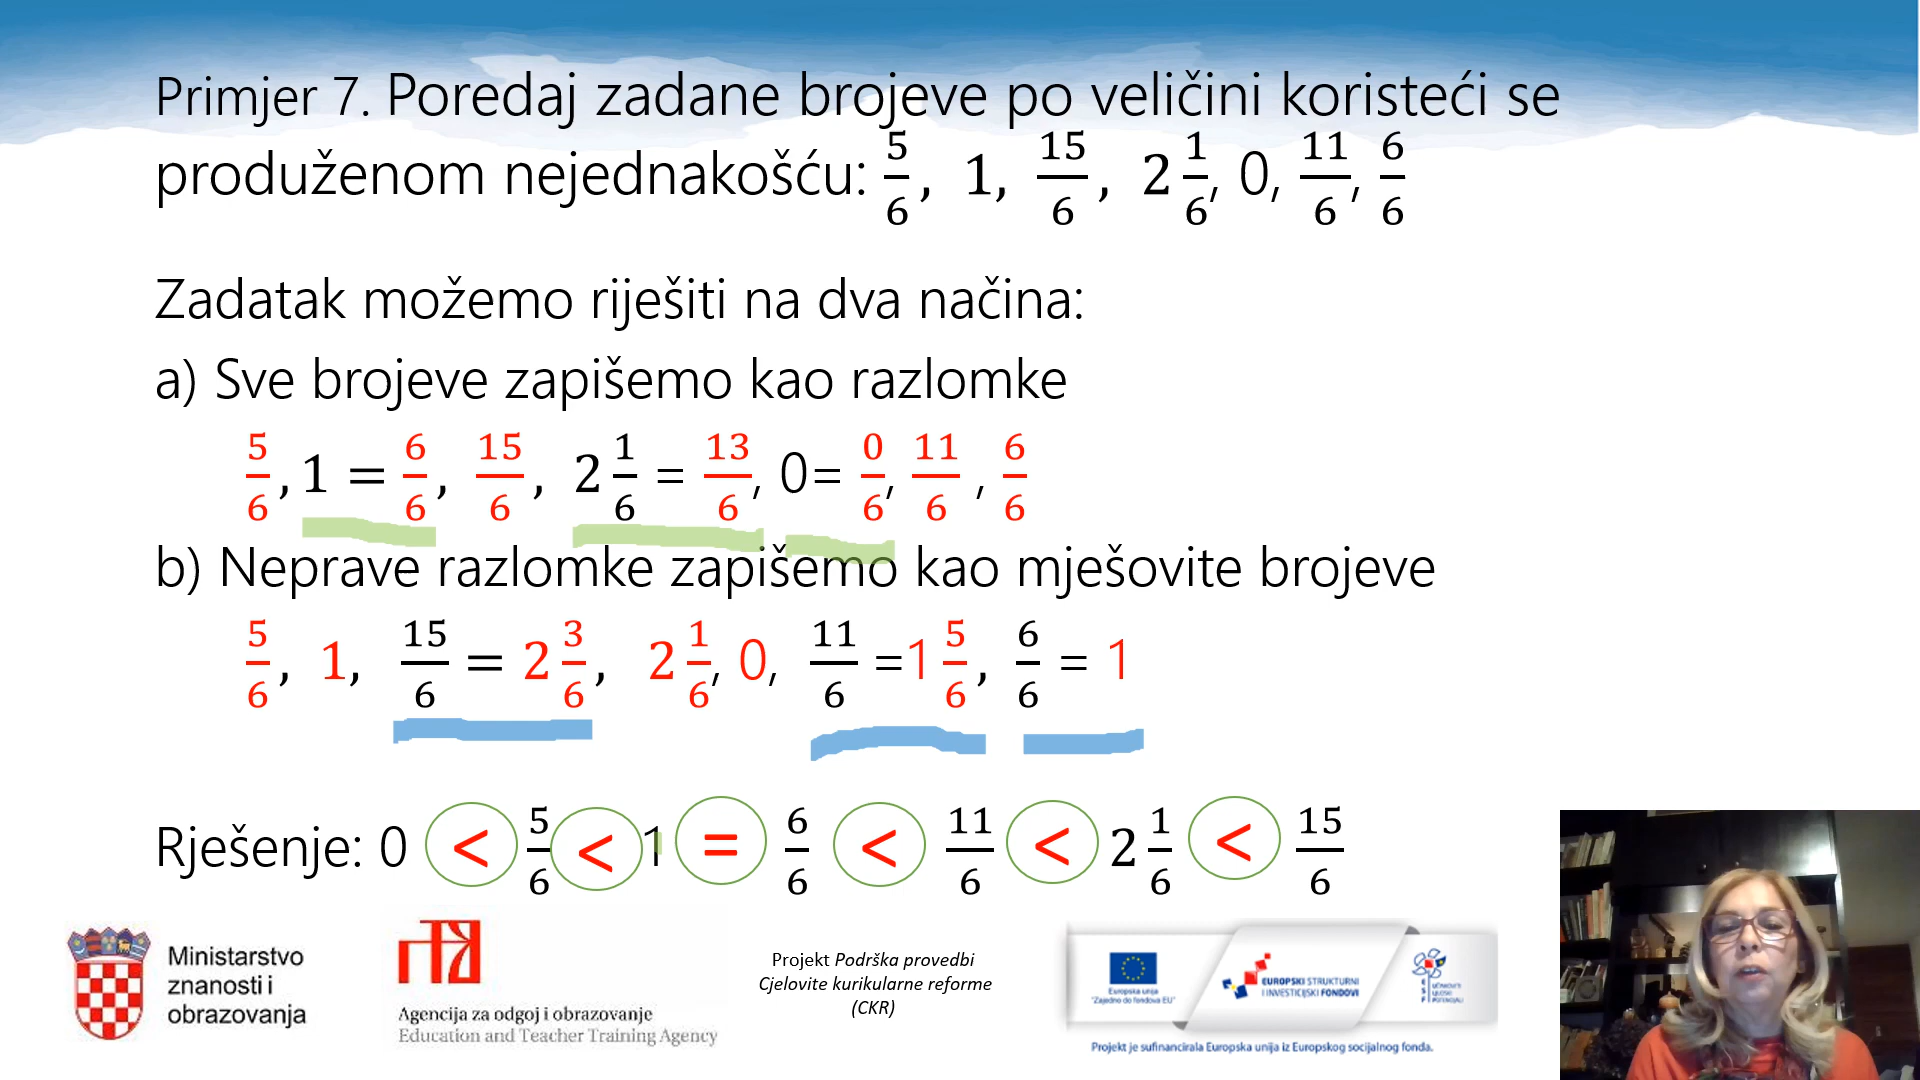 Primjer 7. Poredaj zadane brojeve po veličini koristeći se
produženom nejednakošću: 5/6, 1, 15/6, 2 1/6, 0, 11/6, 6/6
Zadatak možemo riješiti na dva načina:
a) Sve brojeve zapišemo kao razlomke
5/6, 1 = 6/6, 15/6, 2 1/6 = 13/6, 0= 0/6, 11/6 , 6/6
b) Neprave razlomke zapišemo kao mješovite brojeve
5/6, 1, 15/6 = 2 3/6, 2 1/6, 0, 11/6 =1 5/6, 6/6 = 1
Rješenje: 0 < 5/6 < 1 = 6/6 < 11/6 < 2 1/6 < 15/6
Ministarstvo
znanosti i
obrazovanja
Agencija za odgoj i obrazovanje
Education and Teacher Training Agency
Projekt Podrška provedbi
Cjelovite kurikularne reforme
(CKR)
Europska unija
"Zajedno do fondova EU"
EUROPSKI STRUKTURNI
I INVESTICIJSKI FONDOVI
Projekt je sufinancirala Europska unija iz Europskog socijalnog fonda.